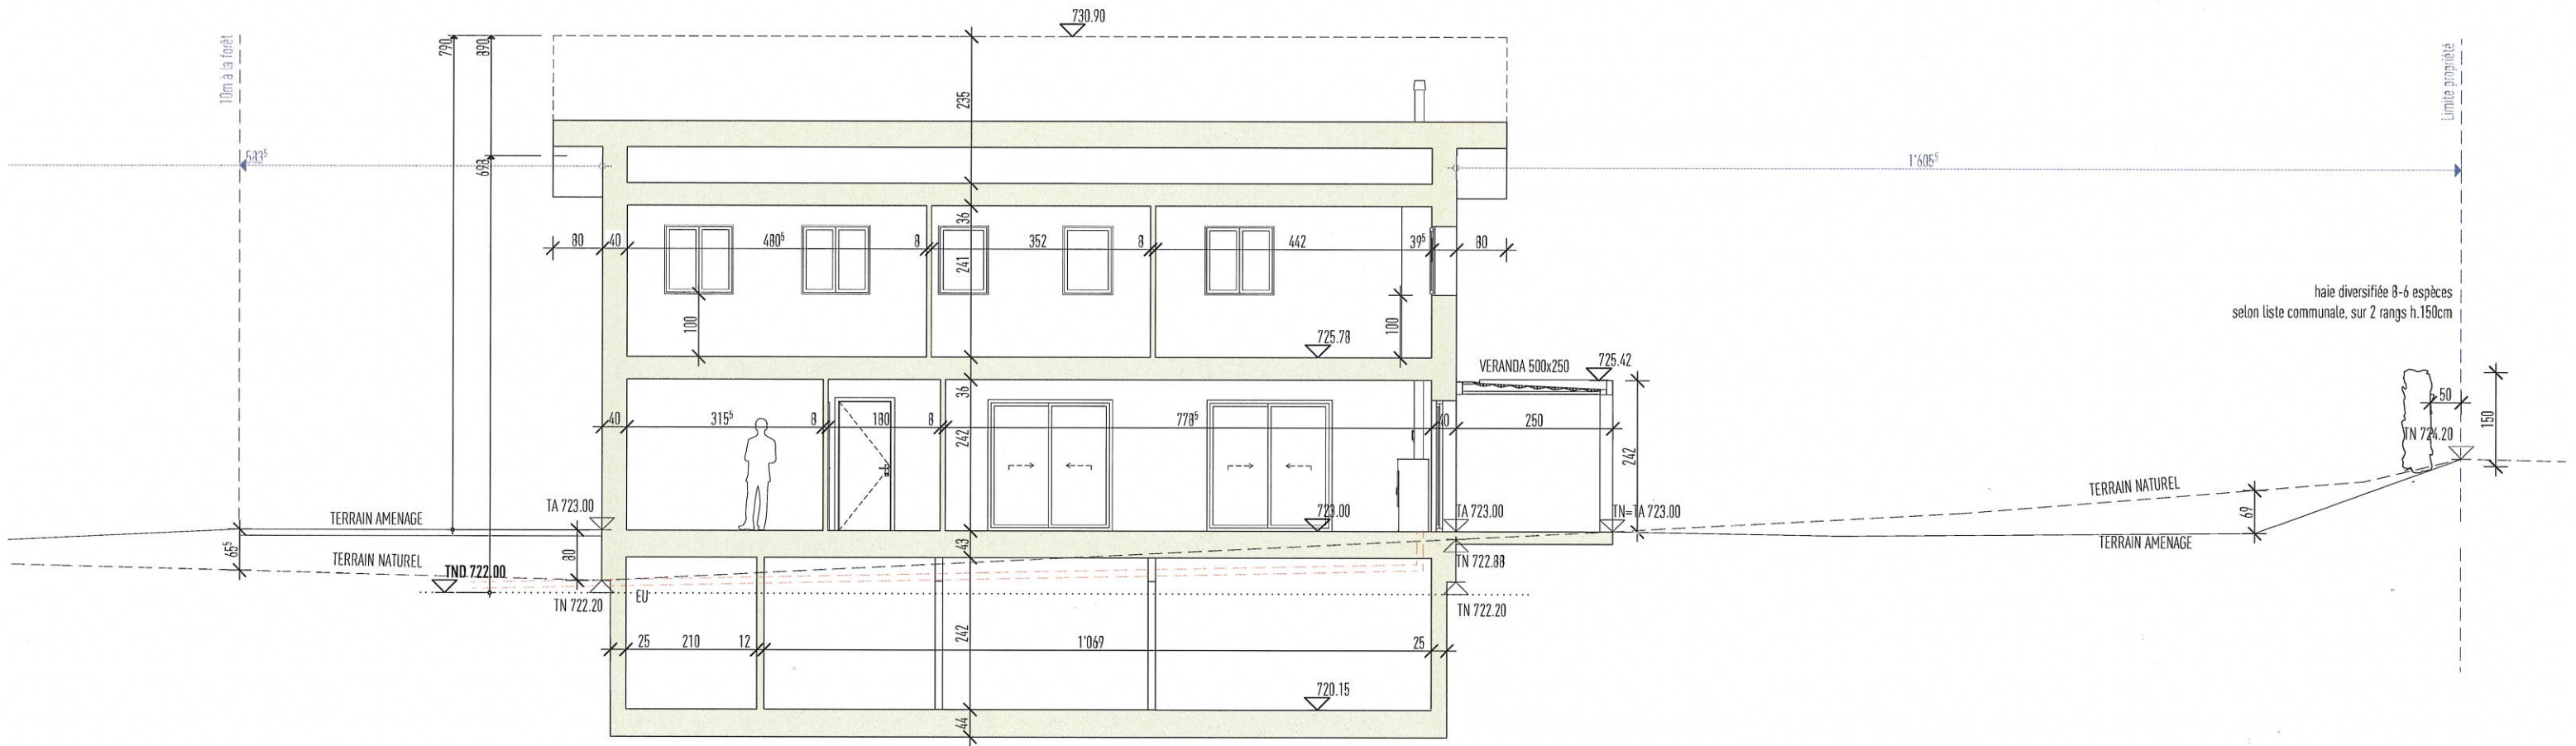 730.90
10m à la forêt
790
890
Limite propriété
235
583⁵
693
1'605⁵
36
80
40
480⁵
8
352
8
442
39⁵
80
241
haie diversifiée 8-6 espèces
selon liste communale, sur 2 rangs h.150cm
100
100
725.78
VERANDA 500x250
725.42
36
50
150
40
315⁵
8
180
8
778⁵
40
250
242
242
TN 724.20
TERRAIN NATUREL
69
TA 723.00
723.00
TA 723.00
TN=TA 723.00
TERRAIN AMENAGE
TERRAIN AMENAGE
65⁵
80
43
TERRAIN NATUREL
TND 722.00
TN 722.88
EU
TN 722.20
TN 722.20
25
210
12
242
1'069
25
720.15
44